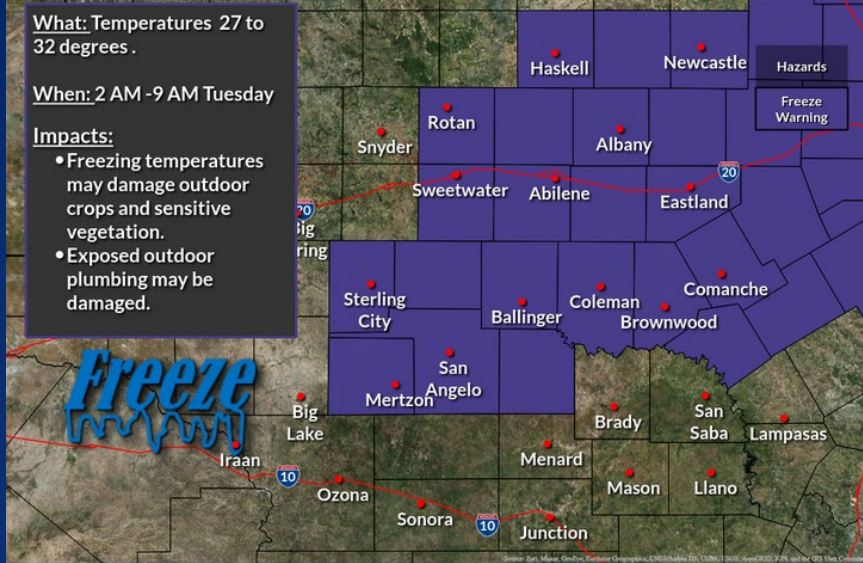 What: Temperatures 27 to
32 degrees .
When: 2 AM -9 AM Tuesday
Impacts:
•Freezing temperatures
may damage outdoor
crops and sensitive
vegetation.
•Exposed outdoor
plumbing may be
damaged.
Freeze
Hazards
Freeze
Warning
Haskell
Newcastle
Rotan
Snyder
Albany
20
Sweetwater
Abilene
Eastland
20
Big
ring
Sterling
City
Ballinger
Coleman
Brownwood
Comanche
San
Angelo
Mertzon
Big
Lake
Brady
San
Saba
Lampasas
Iraan
Menard
10
Ozona
Mason
Llano
Sonora
10
Junction